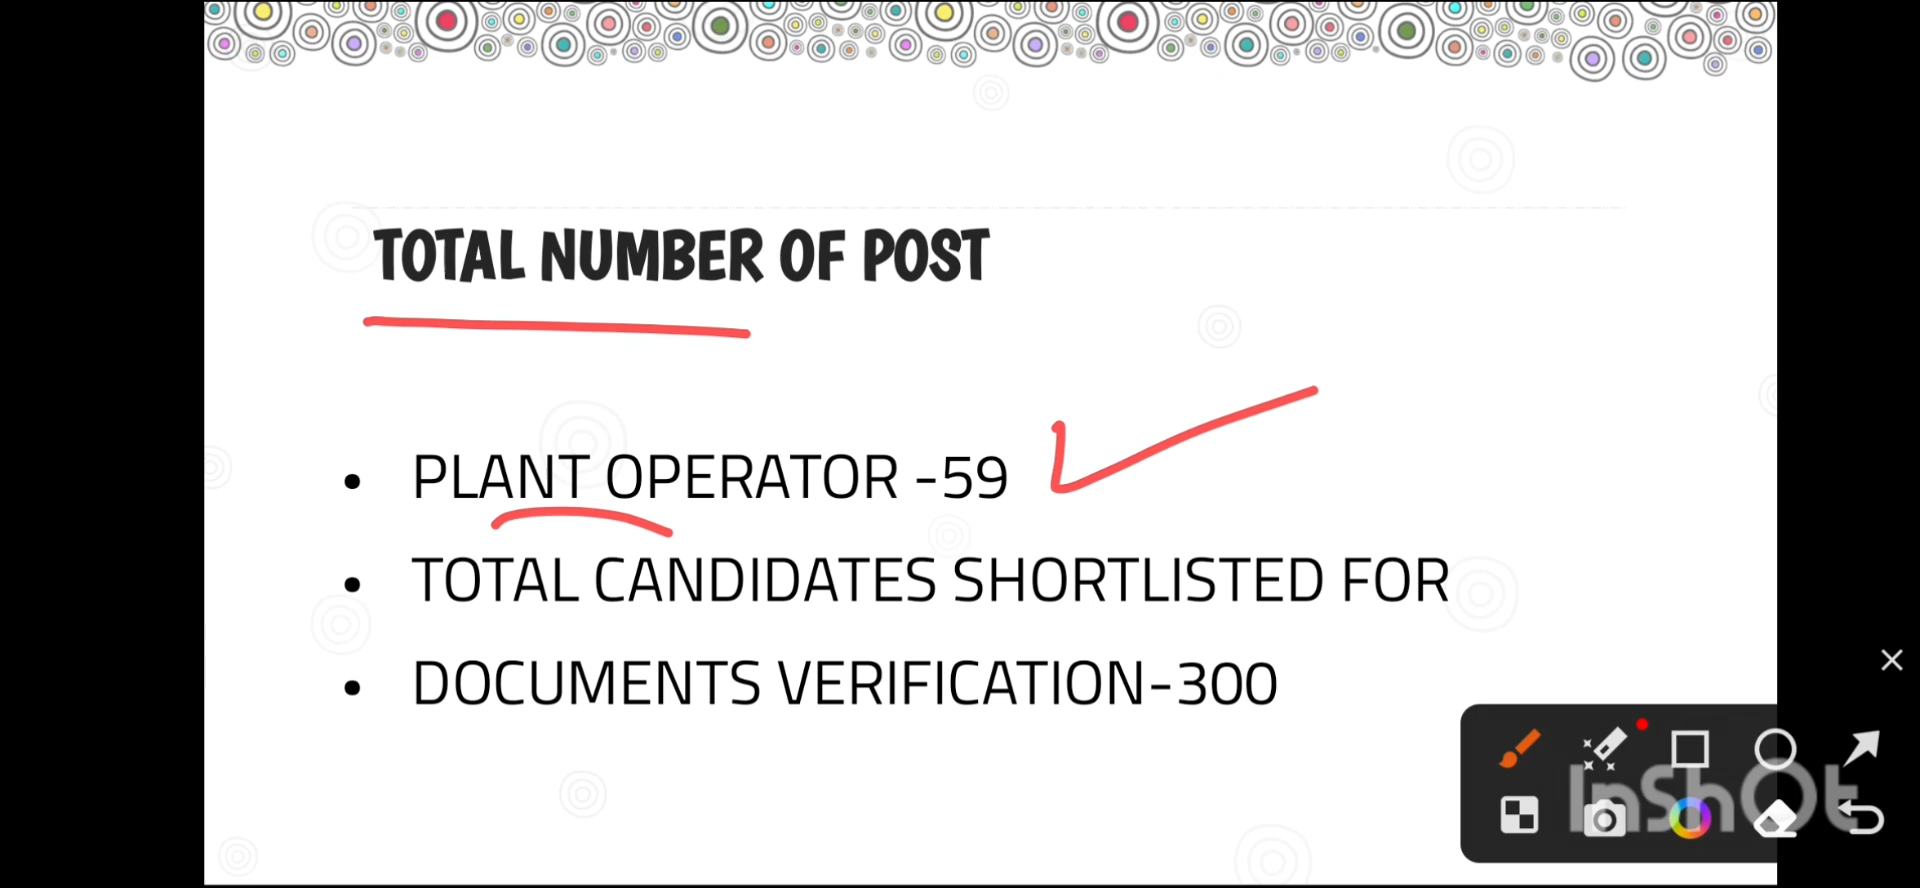 TOTAL NUMBER OF POST
• PLANT OPERATOR -59
• TOTAL CANDIDATES SHORTLISTED FOR
• DOCUMENTS VERIFICATION-300
InShOt